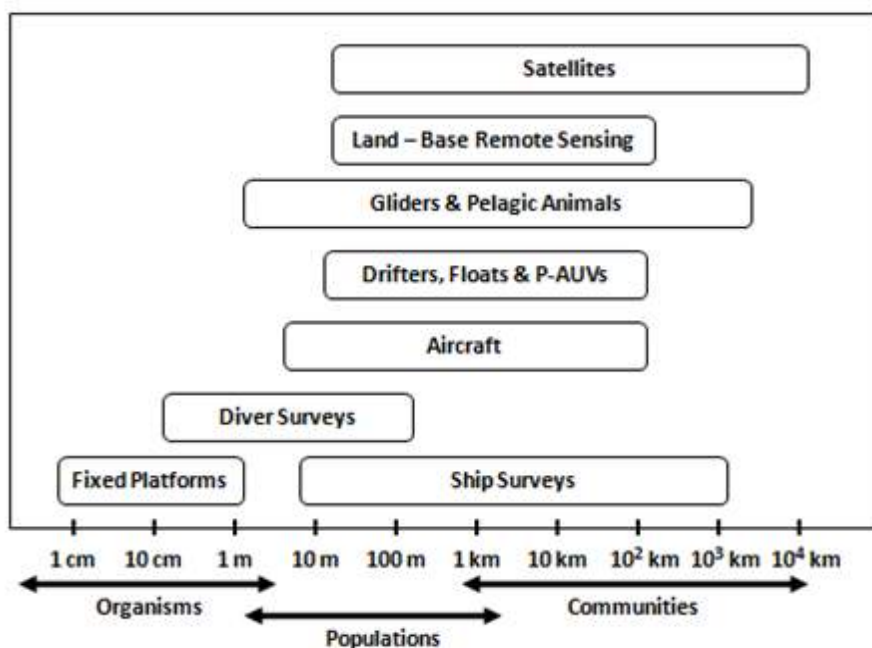 Satellites
Land – Base Remote Sensing
Gliders & Pelagic Animals
Drifters, Floats & P-AUVs
Aircraft
Diver Surveys
Fixed Platforms Ship Surveys
1 cm 10 cm 1 m 10 m 100 m 1 km 10 km 10² km 10³ km 10⁴ km
Organisms Communities
Populations